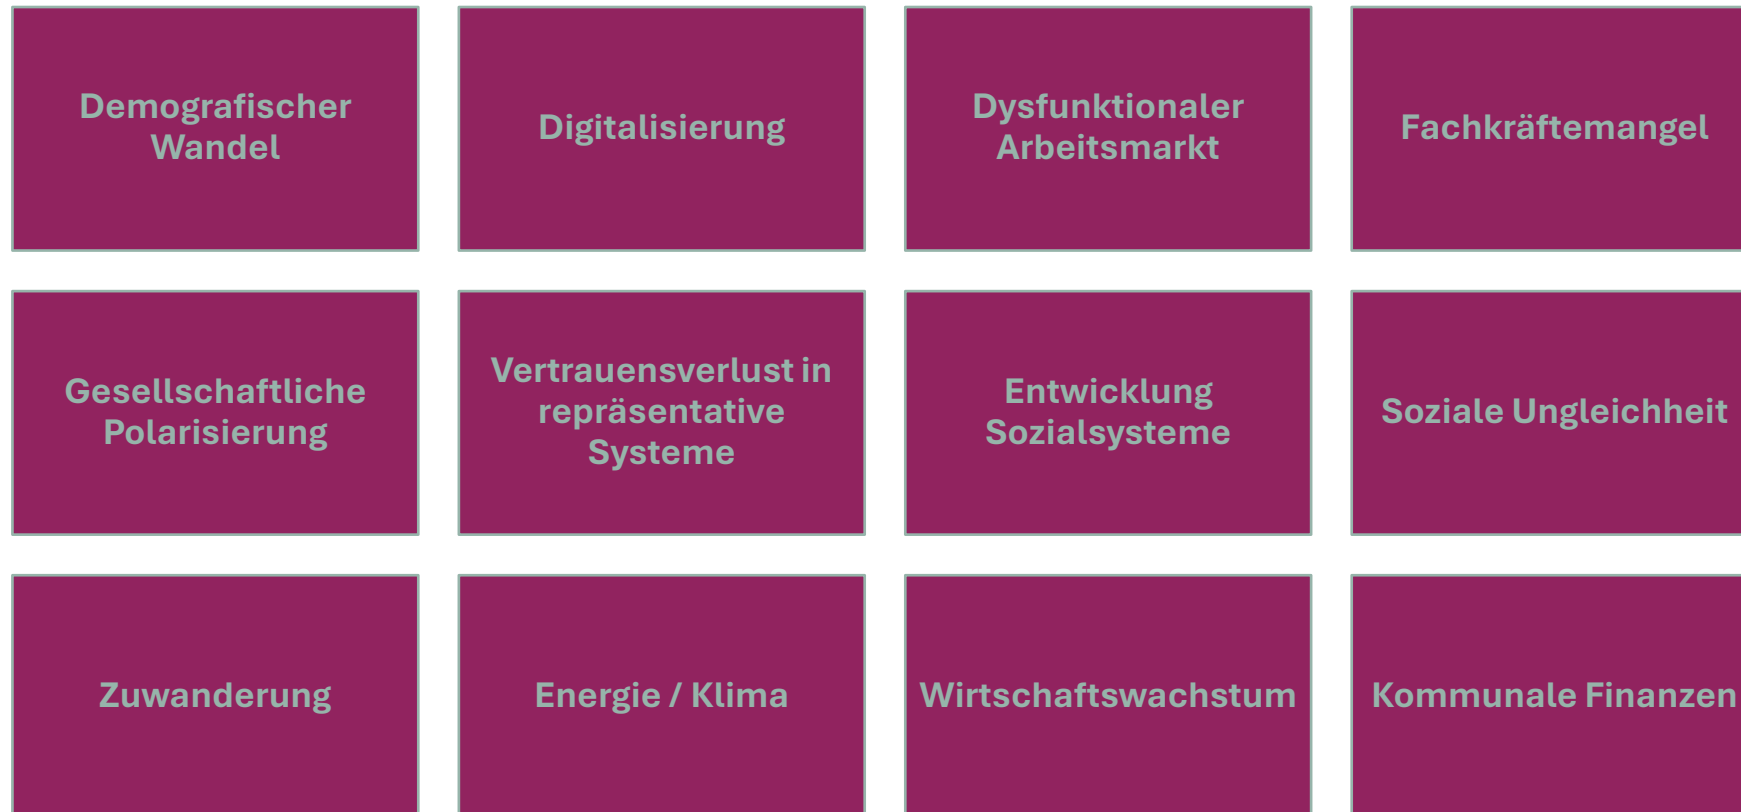 Demografischer
Wandel
Digitalisierung
Dysfunktionaler
Arbeitsmarkt
Fachkräftemangel
Gesellschaftliche
Polarisierung
Vertrauensverlust in
repräsentative
Systeme
Entwicklung
Sozialsysteme
Soziale Ungleichheit
Zuwanderung
Energie / Klima
Wirtschaftswachstum
Kommunale Finanzen